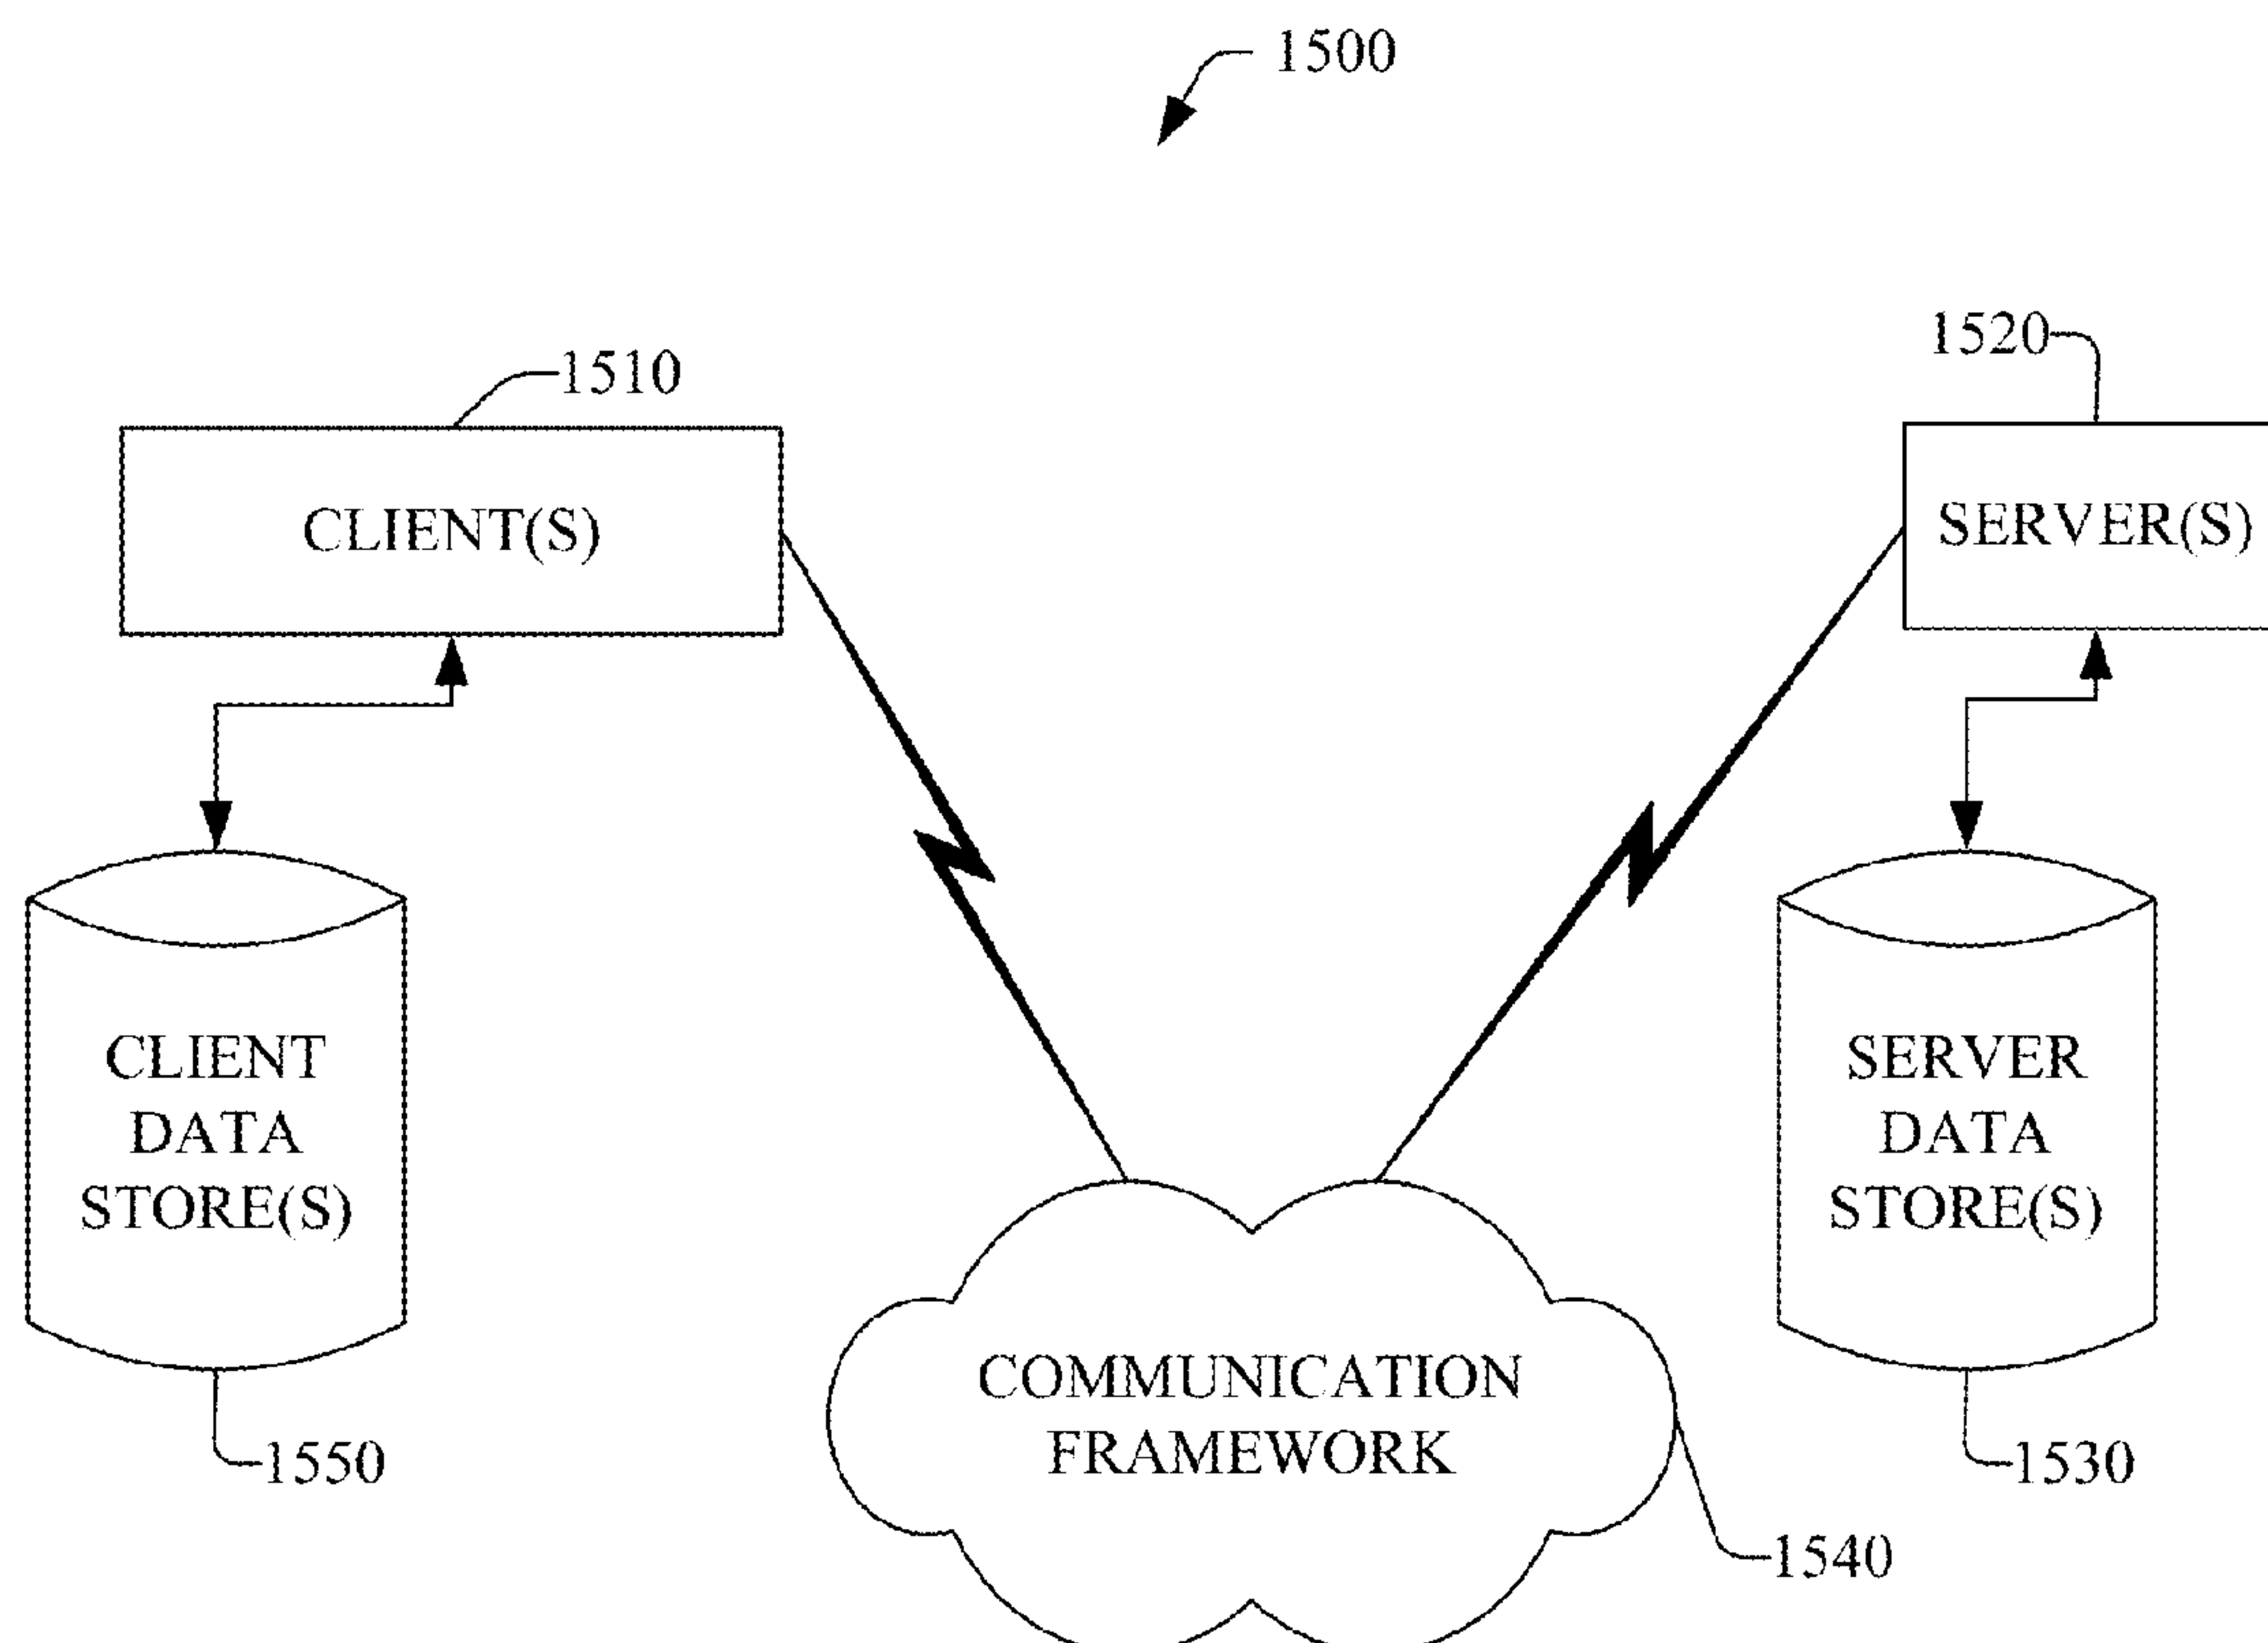 1500
1520
1510
CLIENT(S)
SERVER(S)
CLIENT
DATA
STORE(S)
SERVER
DATA
STORE(S)
COMMUNICATION
FRAMEWORK
1550
1530
1540